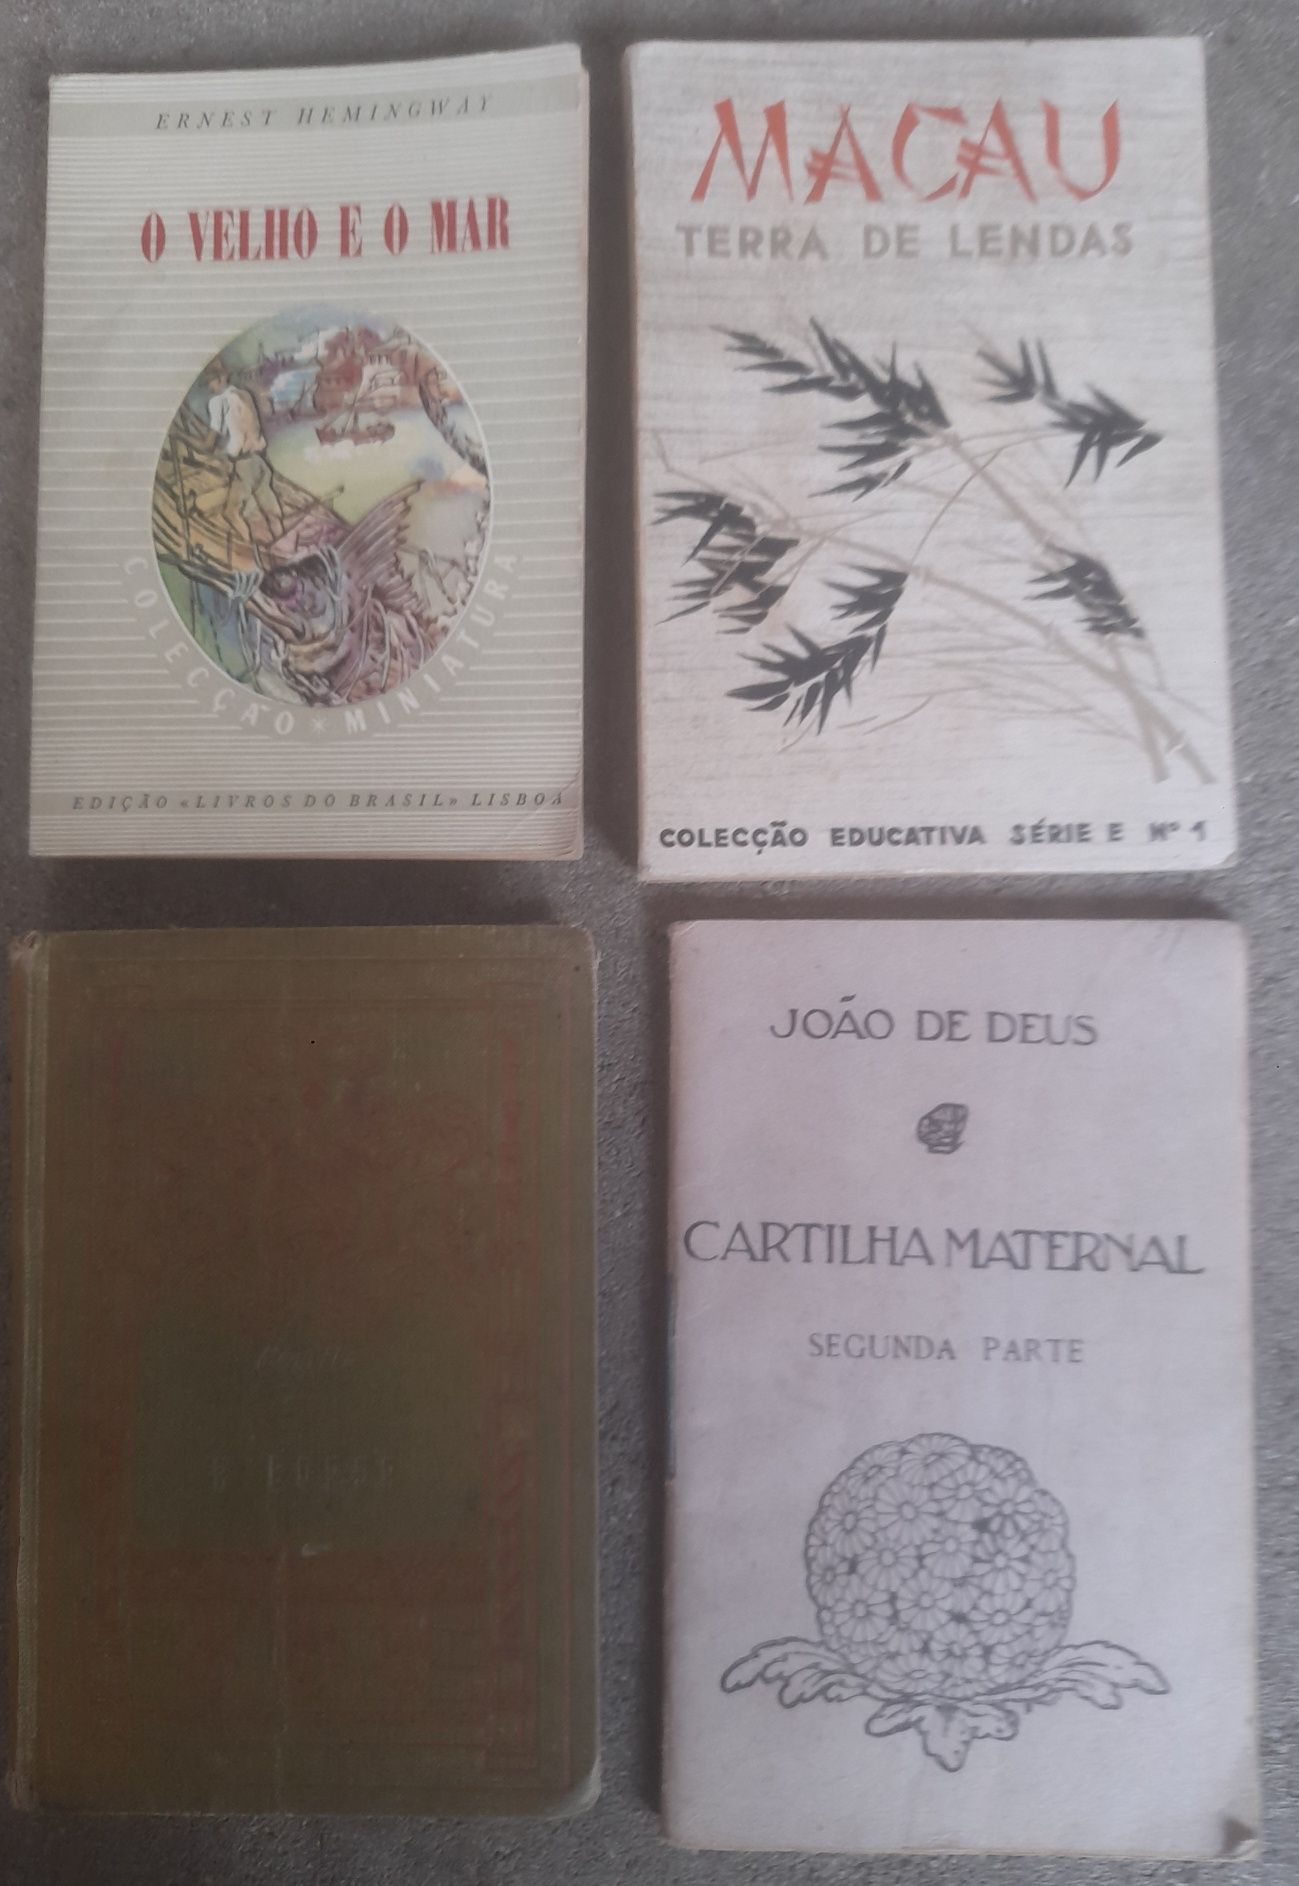 ERNEST HEMINGWAY
O VELHO E O MAR
COLECÇÃO * MINIATURA
EDIÇÃO «LIVROS DO BRASIL» LISBOA
MACAU
TERRA DE LENDAS
COLECÇÃO EDUCATIVA SÉRIE E Nº 1
JOÃO DE DEUS
CARTILHA MATERNAL
SEGUNDA PARTE